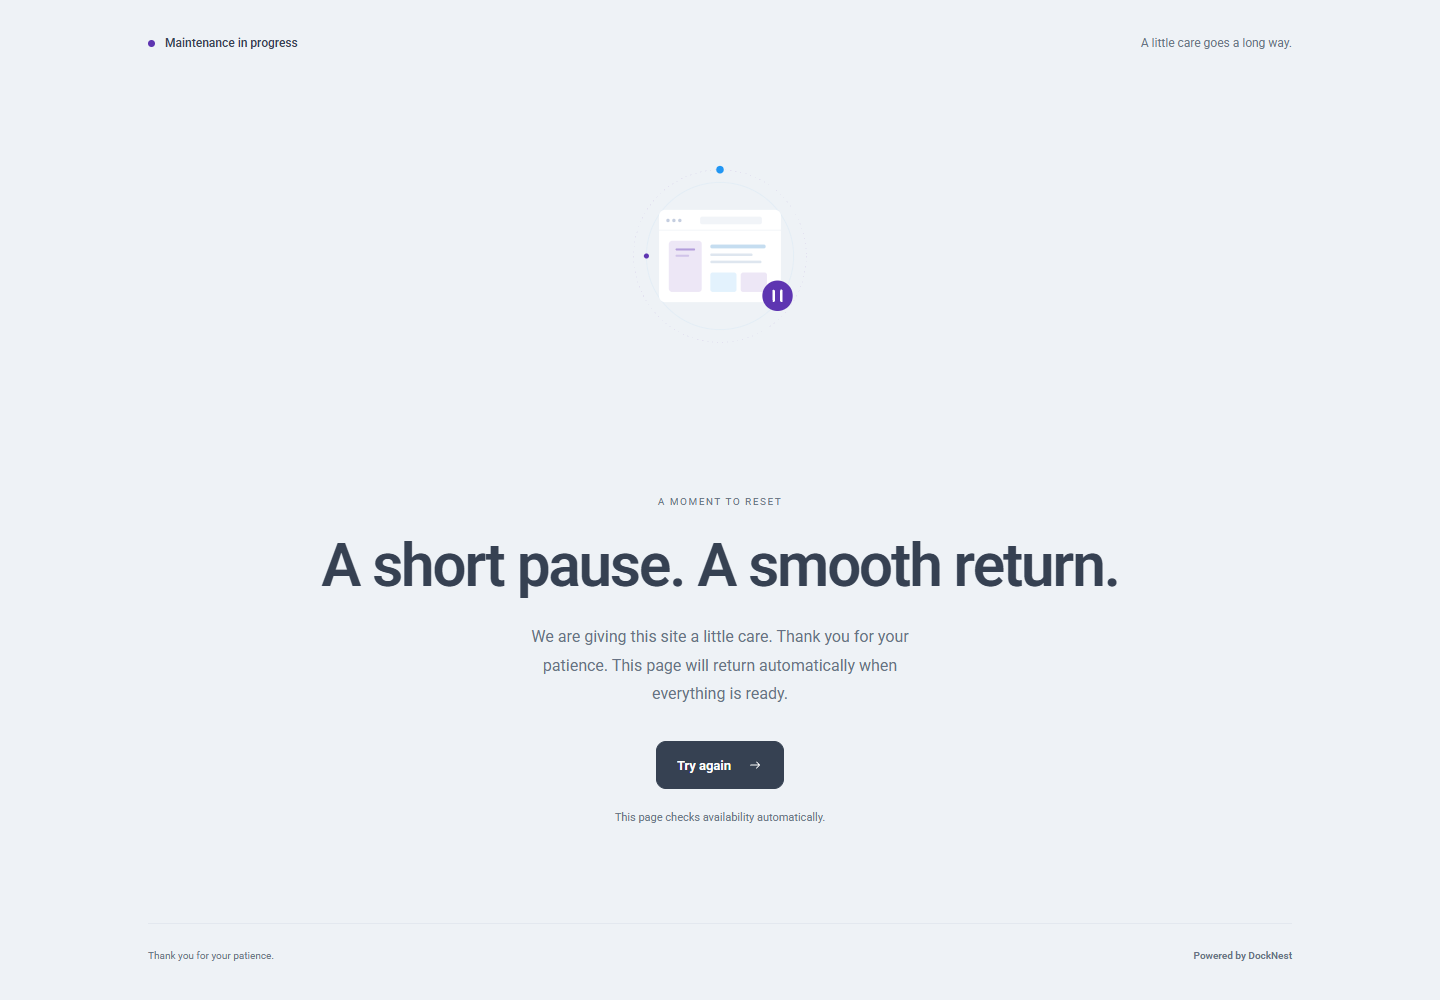 Maintenance in progress
A little care goes a long way.
A MOMENT TO RESET
A short pause. A smooth return.
We are giving this site a little care. Thank you for your
patience. This page will return automatically when
everything is ready.
Try again
This page checks availability automatically.
Thank you for your patience.
Powered by DockNest